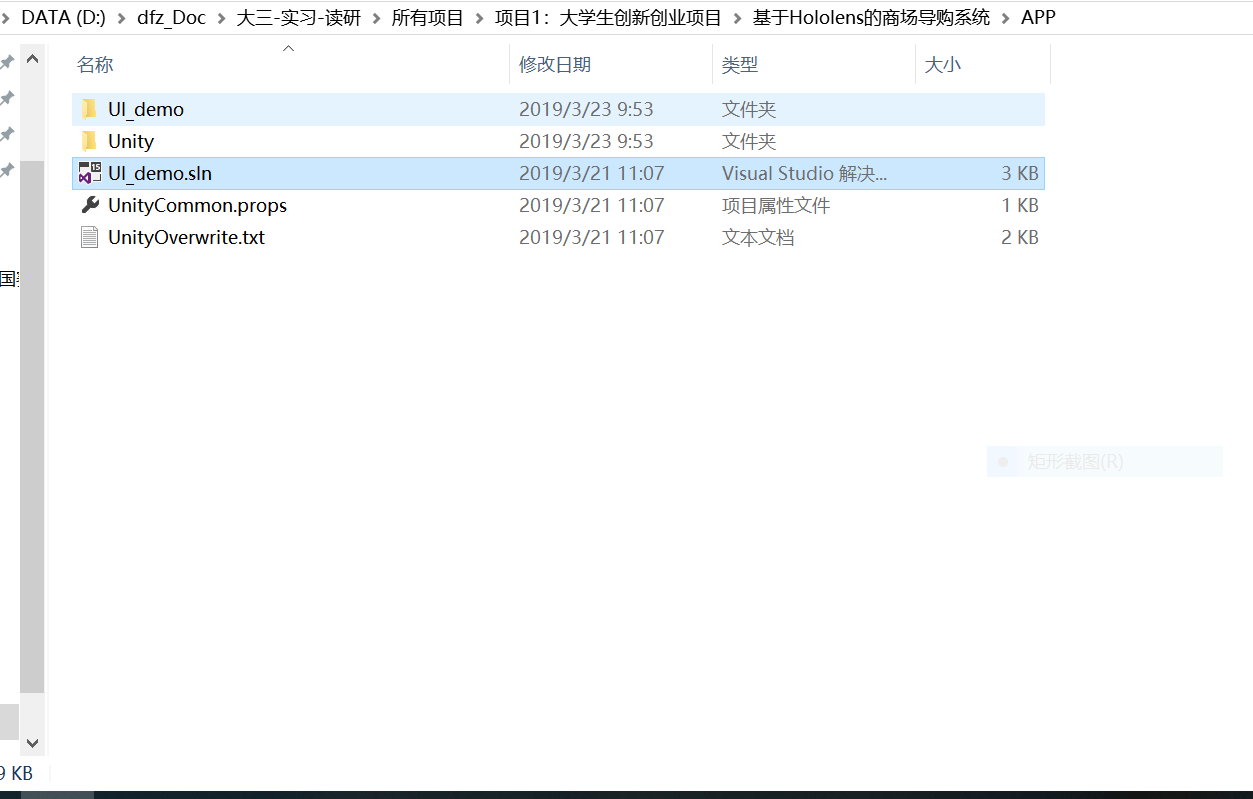 DATA (D:) > dfz_Doc > 大三-实习-读研 > 所有项目 > 项目1：大学生创新创业项目 > 基于Hololens的商场导购系统 > APP
名称 修改日期 类型 大小
UI_demo 2019/3/23 9:53 文件夹
Unity 2019/3/23 9:53 文件夹
UI_demo.sln 2019/3/21 11:07 Visual Studio 解决... 3 KB
UnityCommon.props 2019/3/21 11:07 项目属性文件 1 KB
UnityOverwrite.txt 2019/3/21 11:07 文本文档 2 KB
国
矩形截图(R)
9 KB